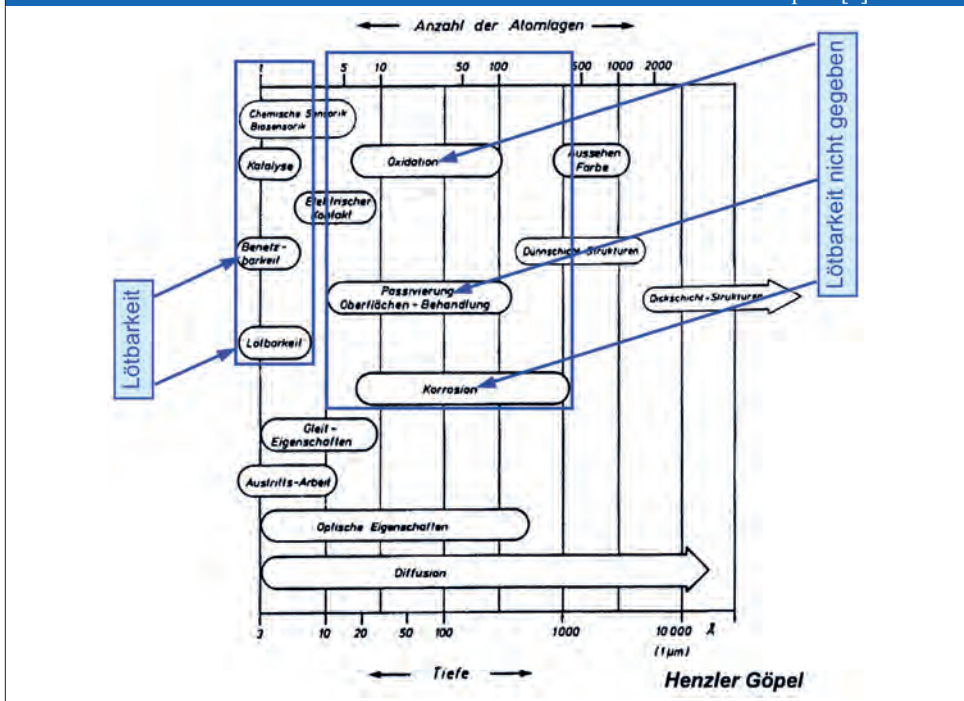 Anzahl der Atomlagen
1 5 10 50 100 500 1000 2000
Chemische Sensorik
Biosensorik
Katalyse
Oxidation
Aussehen
Farbe
Elektrischer
Kontakt
Benetz-
barkeit
Dünnschicht-Strukturen
Passivierung
Oberflächen-Behandlung
Dickschicht-Strukturen
Lötbarkeit
Korrosion
Gleit-
Eigenschaften
Austritts-Arbeit
Optische Eigenschaften
Diffusion
3 10 20 50 100 1000 10 000 Å
(1 µm)
Tiefe
Henzler Göpel
Lötbarkeit
Lötbarkeit nicht gegeben